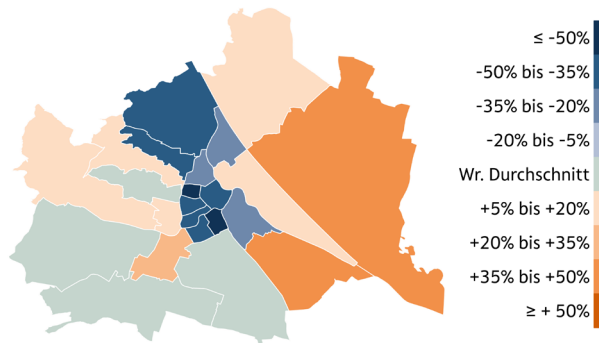 ≤ -50%
-50% bis -35%
-35% bis -20%
-20% bis -5%
Wr. Durchschnitt
+5% bis +20%
+20% bis +35%
+35% bis +50%
≥ + 50%